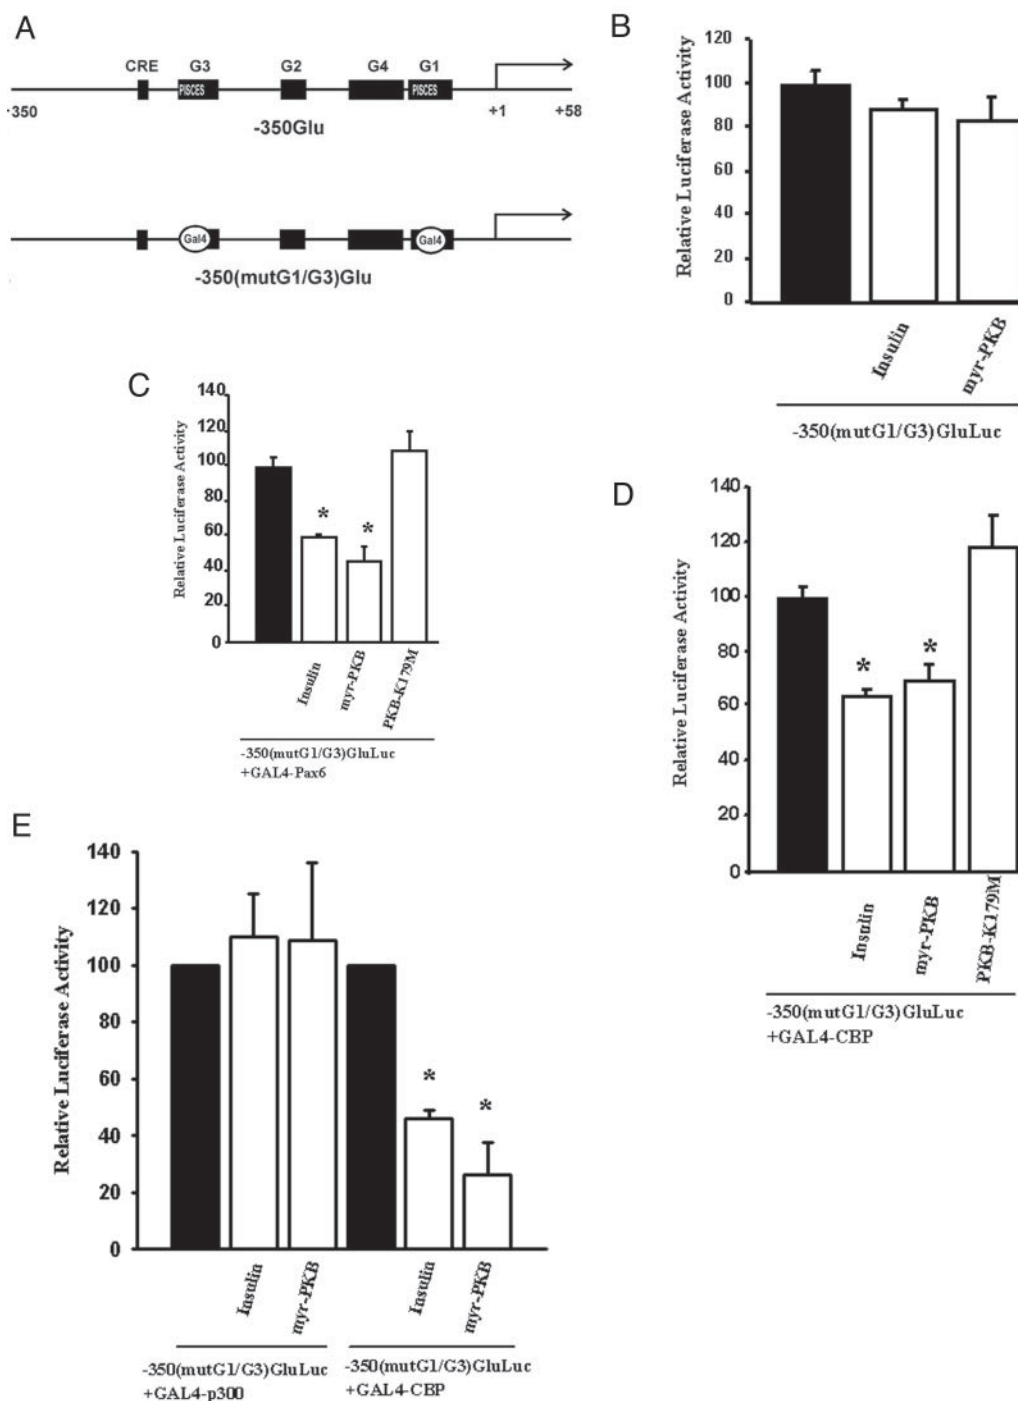 A
CRE G3 G2 G4 G1
PISCES PISCES
-350 +1 +58
-350Glu
Gal4 Gal4
-350(mutG1/G3)Glu
B
Relative Luciferase Activity
120
100
80
60
40
20
0
Insulin
myr-PKB
-350(mutG1/G3)GluLuc
C
Relative Luciferase Activity
140
120
100
80
60
40
20
0
* *
Insulin
myr-PKB
PKB-K179M
-350(mutG1/G3)GluLuc
+GAL4-Pax6
D
Relative Luciferase Activity
140
120
100
80
60
40
20
0
* *
Insulin
myr-PKB
PKB-K179M
-350(mutG1/G3)GluLuc
+GAL4-CBP
E
Relative Luciferase Activity
140
120
100
80
60
40
20
0
* *
Insulin
myr-PKB
Insulin
myr-PKB
-350(mutG1/G3)GluLuc
+GAL4-p300
-350(mutG1/G3)GluLuc
+GAL4-CBP